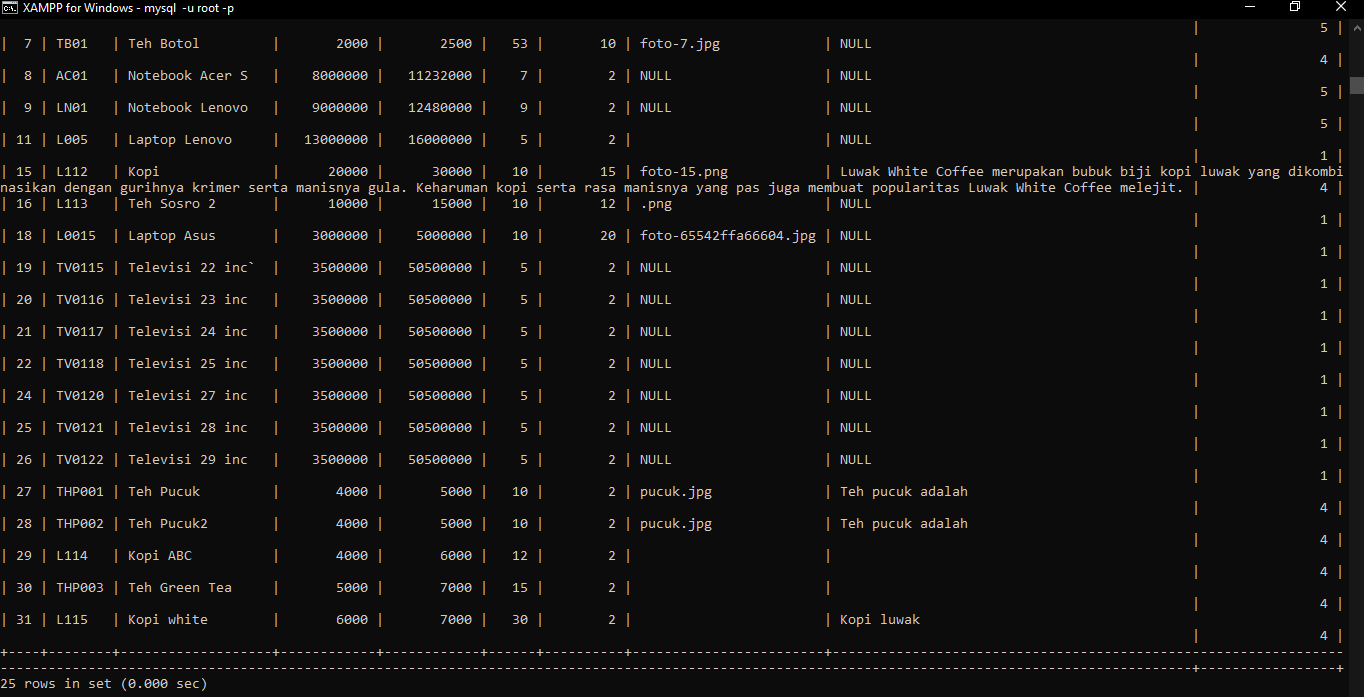 XAMPP for Windows - mysql -u root -p
| 5 |
| 7 | TB01 | Teh Botol | 2000 | 2500 | 53 | 10 | foto-7.jpg | NULL
| 4 |
| 8 | AC01 | Notebook Acer S | 8000000 | 11232000 | 7 | 2 | NULL | NULL
| 5 |
| 9 | LN01 | Notebook Lenovo | 9000000 | 12480000 | 9 | 2 | NULL | NULL
| 5 |
| 11 | L005 | Laptop Lenovo | 13000000 | 16000000 | 5 | 2 | | NULL
| 1 |
| 15 | L112 | Kopi | 20000 | 30000 | 10 | 15 | foto-15.png | Luwak White Coffee merupakan bubuk biji kopi luwak yang dikombi
nasikan dengan gurihnya krimer serta manisnya gula. Keharuman kopi serta rasa manisnya yang pas juga membuat popularitas Luwak White Coffee melejit. | 4 |
| 16 | L113 | Teh Sosro 2 | 10000 | 15000 | 10 | 12 | .png | NULL
| 1 |
| 18 | L0015 | Laptop Asus | 3000000 | 5000000 | 10 | 20 | foto-65542ffa66604.jpg | NULL
| 1 |
| 19 | TV0115 | Televisi 22 inc` | 3500000 | 50500000 | 5 | 2 | NULL | NULL
| 1 |
| 20 | TV0116 | Televisi 23 inc | 3500000 | 50500000 | 5 | 2 | NULL | NULL
| 1 |
| 21 | TV0117 | Televisi 24 inc | 3500000 | 50500000 | 5 | 2 | NULL | NULL
| 1 |
| 22 | TV0118 | Televisi 25 inc | 3500000 | 50500000 | 5 | 2 | NULL | NULL
| 1 |
| 24 | TV0120 | Televisi 27 inc | 3500000 | 50500000 | 5 | 2 | NULL | NULL
| 1 |
| 25 | TV0121 | Televisi 28 inc | 3500000 | 50500000 | 5 | 2 | NULL | NULL
| 1 |
| 26 | TV0122 | Televisi 29 inc | 3500000 | 50500000 | 5 | 2 | NULL | NULL
| 1 |
| 27 | THP001 | Teh Pucuk | 4000 | 5000 | 10 | 2 | pucuk.jpg | Teh pucuk adalah
| 4 |
| 28 | THP002 | Teh Pucuk2 | 4000 | 5000 | 10 | 2 | pucuk.jpg | Teh pucuk adalah
| 4 |
| 29 | L114 | Kopi ABC | 4000 | 6000 | 12 | 2 | |
| 4 |
| 30 | THP003 | Teh Green Tea | 5000 | 7000 | 15 | 2 | |
| 4 |
| 31 | L115 | Kopi white | 6000 | 7000 | 30 | 2 | | Kopi luwak
| 4 |
25 rows in set (0.000 sec)